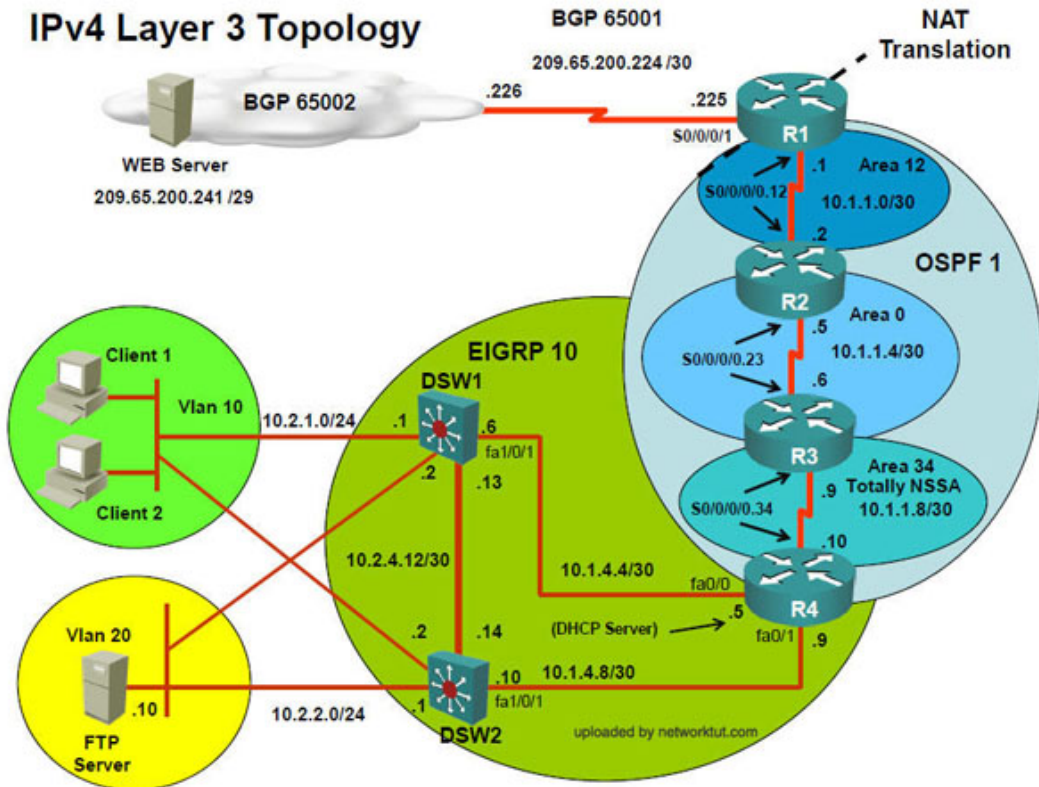 IPv4 Layer 3 Topology
BGP 65001
NAT
Translation
209.65.200.224 /30
.226
.225
BGP 65002
R1
S0/0/0/1
WEB Server
209.65.200.241 /29
.1
Area 12
S0/0/0/0.12
10.1.1.0/30
.2
OSPF 1
R2
Area 0
.5
10.1.1.4/30
S0/0/0/0.23
.6
Client 1
Vlan 10
Client 2
EIGRP 10
DSW1
10.2.1.0/24
.1
.6
fa1/0/1
.2
.13
R3
Area 34
Totally NSSA
.9
10.1.1.8/30
S0/0/0/0.34
.10
10.2.4.12/30
10.1.4.4/30
fa0/0
R4
.5
(DHCP Server)
fa0/1
.9
Vlan 20
.2
.14
.10
10.1.4.8/30
fa1/0/1
.10
.1
10.2.2.0/24
DSW2
FTP
Server
uploaded by networktut.com